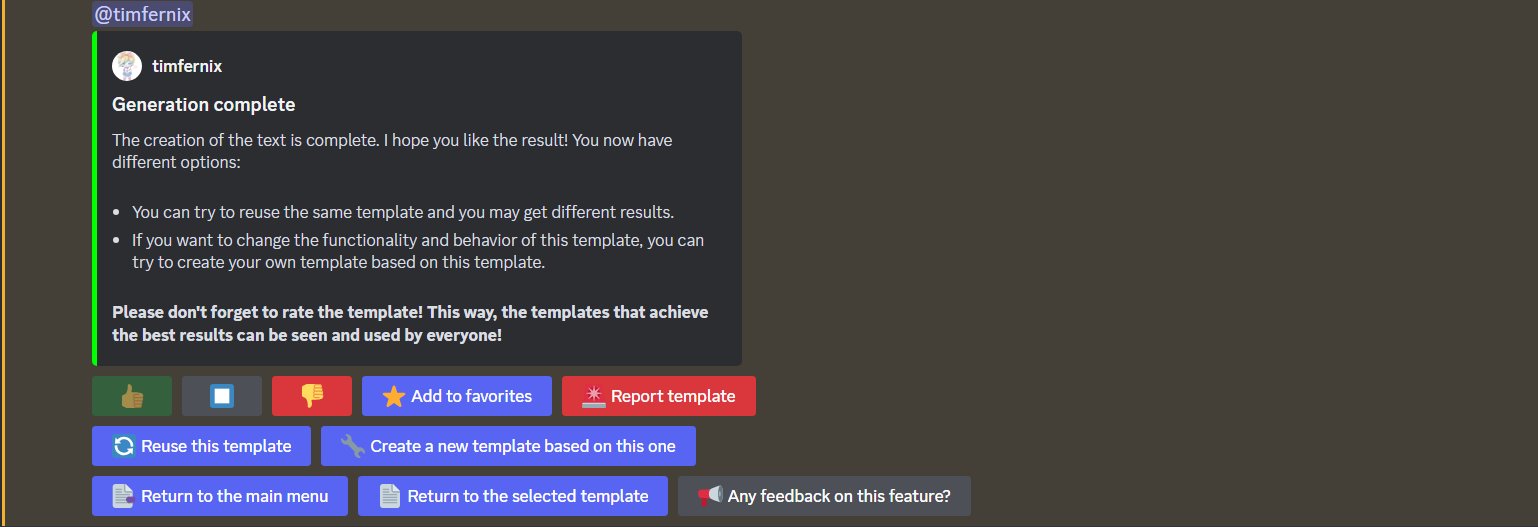 @timfernix
timfernix
Generation complete
The creation of the text is complete. I hope you like the result! You now have
different options:
• You can try to reuse the same template and you may get different results.
• If you want to change the functionality and behavior of this template, you can
try to create your own template based on this template.
Please don't forget to rate the template! This way, the templates that achieve
the best results can be seen and used by everyone!
Add to favorites
Report template
Reuse this template
Create a new template based on this one
Return to the main menu
Return to the selected template
Any feedback on this feature?